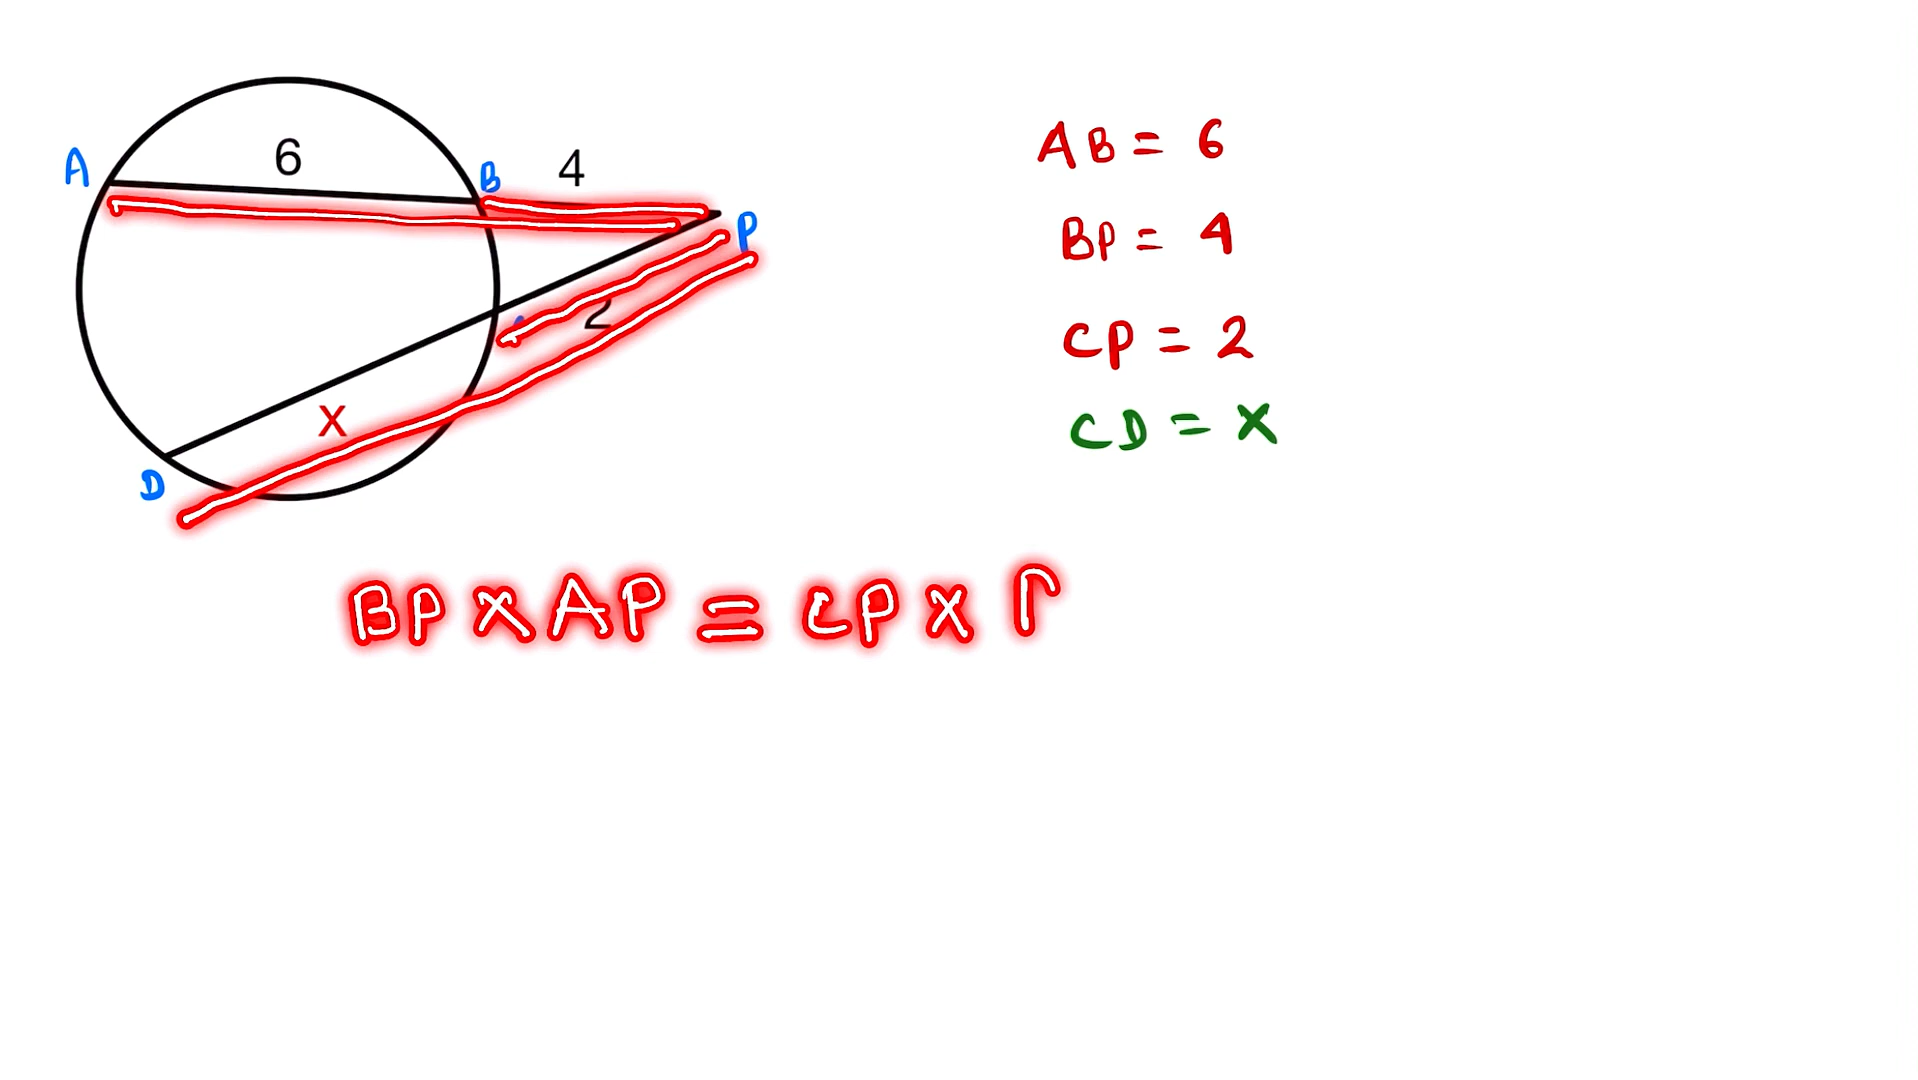 6
4
A
B
P
2
x
D
AB = 6
BP = 4
CP = 2
CD = x
BP x AP = CP x